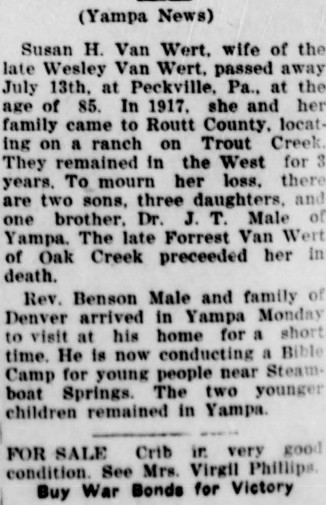 (Yampa News)
Susan H. Van Wert, wife of the
late Wesley Van Wert, passed away
July 13th, at Peckville, Pa., at the
age of 85. In 1917, she and her
family came to Routt County, locat-
ing on a ranch on Trout Creek.
They remained in the West for 3
years. To mourn her loss, there
are two sons, three daughters, and
one brother, Dr. J. T. Male of
Yampa. The late Forrest Van Wert
of Oak Creek preceeded her in
death.
Rev. Benson Male and family of
Denver arrived in Yampa Monday
to visit at his home for a short
time. He is now conducting a Bible
Camp for young people near Steam-
boat Springs. The two younger
children remained in Yampa.
FOR SALE Crib in very good
condition. See Mrs. Virgil Phillips.
Buy War Bonds for Victory